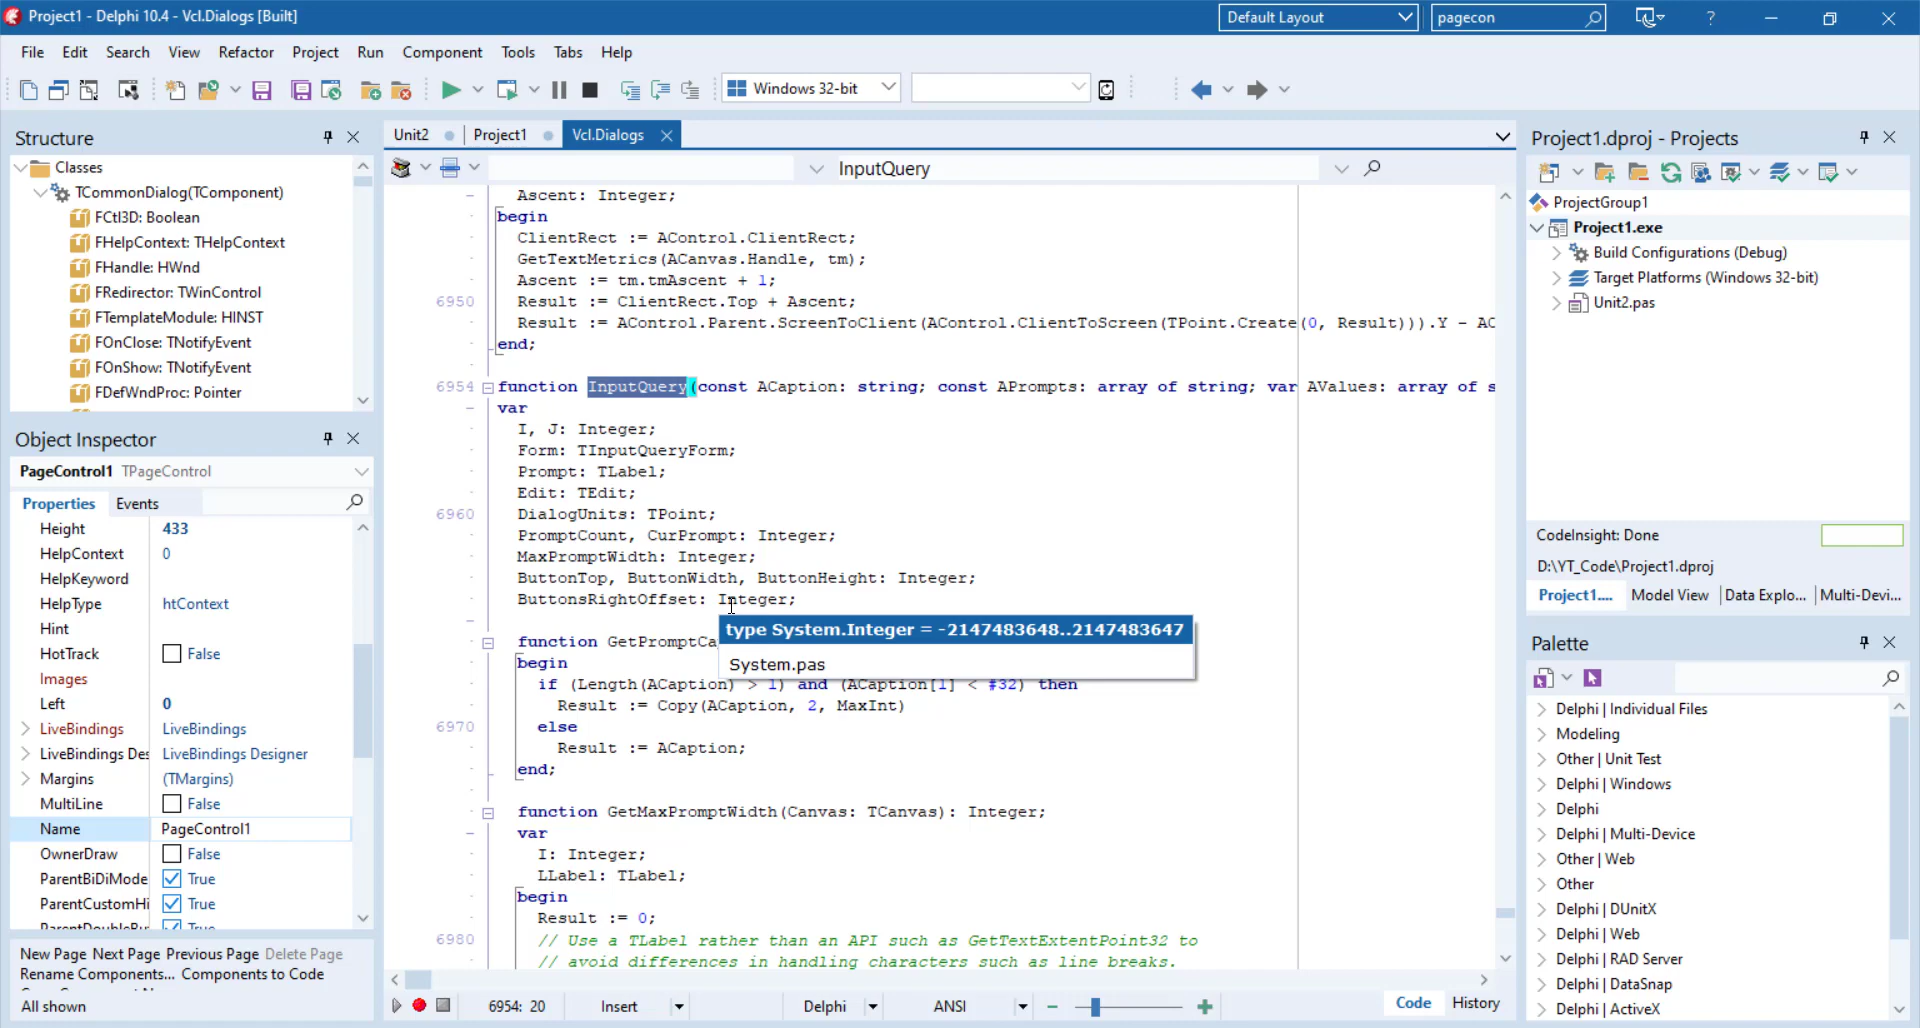 Project1 - Delphi 10.4 - Vcl.Dialogs [Built]
Default Layout
pagecon
?
File Edit Search View Refactor Project Run Component Tools Tabs Help
Windows 32-bit
Structure
Classes
TCommonDialog(TComponent)
FCtl3D: Boolean
FHelpContext: THelpContext
FHandle: HWnd
FRedirector: TWinControl
FTemplateModule: HINST
FOnClose: TNotifyEvent
FOnShow: TNotifyEvent
FDefWndProc: Pointer
Object Inspector
PageControl1 TPageControl
Properties Events
Height 433
HelpContext 0
HelpKeyword
HelpType htContext
Hint
HotTrack False
Images
Left 0
LiveBindings LiveBindings
LiveBindings Des LiveBindings Designer
Margins (TMargins)
MultiLine False
Name PageControl1
OwnerDraw False
ParentBiDiMode True
ParentCustomHi True
ParentDoubleBu True
New Page Next Page Previous Page Delete Page
Rename Components... Components to Code
All shown
Unit2 Project1 Vcl.Dialogs
InputQuery
Ascent: Integer;
begin
ClientRect := AControl.ClientRect;
GetTextMetrics(ACanvas.Handle, tm);
Ascent := tm.tmAscent + 1;
6950 Result := ClientRect.Top + Ascent;
Result := AControl.Parent.ScreenToClient(AControl.ClientToScreen(TPoint.Create(0, Result))).Y - AC
end;
6954 function InputQuery(const ACaption: string; const APrompts: array of string; var AValues: array of s
var
I, J: Integer;
Form: TInputQueryForm;
Prompt: TLabel;
Edit: TEdit;
6960 DialogUnits: TPoint;
PromptCount, CurPrompt: Integer;
MaxPromptWidth: Integer;
ButtonTop, ButtonWidth, ButtonHeight: Integer;
ButtonsRightOffset: Integer;
type System.Integer = -2147483648..2147483647
function GetPromptCa
System.pas
begin
if (Length(ACaption) > 1) and (ACaption[1] < #32) then
Result := Copy(ACaption, 2, MaxInt)
6970 else
Result := ACaption;
end;
function GetMaxPromptWidth(Canvas: TCanvas): Integer;
var
I: Integer;
LLabel: TLabel;
begin
Result := 0;
6980 // Use a TLabel rather than an API such as GetTextExtentPoint32 to
// avoid differences in handling characters such as line breaks.
6954: 20 Insert Delphi ANSI Code History
Project1.dproj - Projects
ProjectGroup1
Project1.exe
Build Configurations (Debug)
Target Platforms (Windows 32-bit)
Unit2.pas
CodeInsight: Done
D:\YT_Code\Project1.dproj
Project1.... Model View Data Explo... Multi-Devi...
Palette
Delphi | Individual Files
Modeling
Other | Unit Test
Delphi | Windows
Delphi
Delphi | Multi-Device
Other | Web
Other
Delphi | DUnitX
Delphi | Web
Delphi | RAD Server
Delphi | DataSnap
Delphi | ActiveX